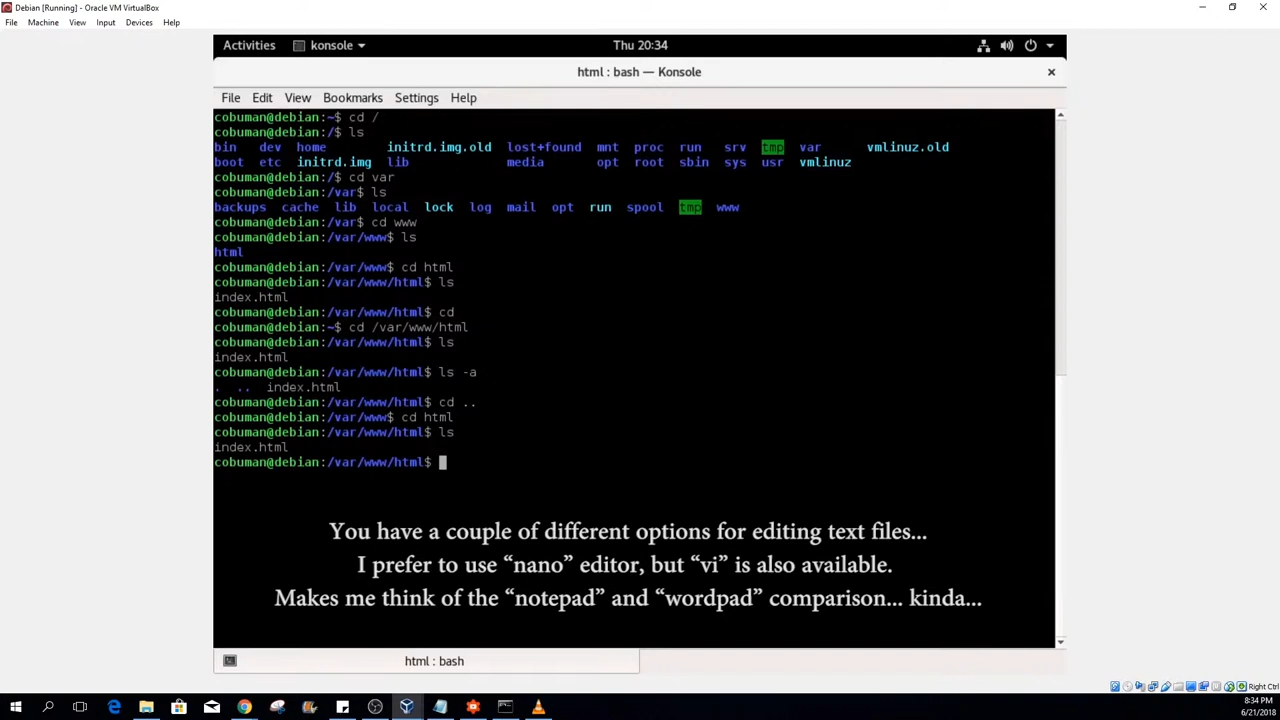 Debian [Running] - Oracle VM VirtualBox
File Machine View Input Devices Help
Activities konsole Thu 20:34
html : bash — Konsole
File Edit View Bookmarks Settings Help
cobuman@debian:~$ cd /
cobuman@debian:/$ ls
bin dev home initrd.img.old lost+found mnt proc run srv tmp var vmlinuz.old
boot etc initrd.img lib media opt root sbin sys usr vmlinuz
cobuman@debian:/$ cd var
cobuman@debian:/var$ ls
backups cache lib local lock log mail opt run spool tmp www
cobuman@debian:/var$ cd www
cobuman@debian:/var/www$ ls
html
cobuman@debian:/var/www$ cd html
cobuman@debian:/var/www/html$ ls
index.html
cobuman@debian:/var/www/html$ cd
cobuman@debian:~$ cd /var/www/html
cobuman@debian:/var/www/html$ ls
index.html
cobuman@debian:/var/www/html$ ls -a
. .. index.html
cobuman@debian:/var/www/html$ cd ..
cobuman@debian:/var/www$ cd html
cobuman@debian:/var/www/html$ ls
index.html
cobuman@debian:/var/www/html$
You have a couple of different options for editing text files...
I prefer to use “nano” editor, but “vi” is also available.
Makes me think of the “notepad” and “wordpad” comparison... kinda...
html : bash
Right Ctrl
8:34 PM
6/21/2018